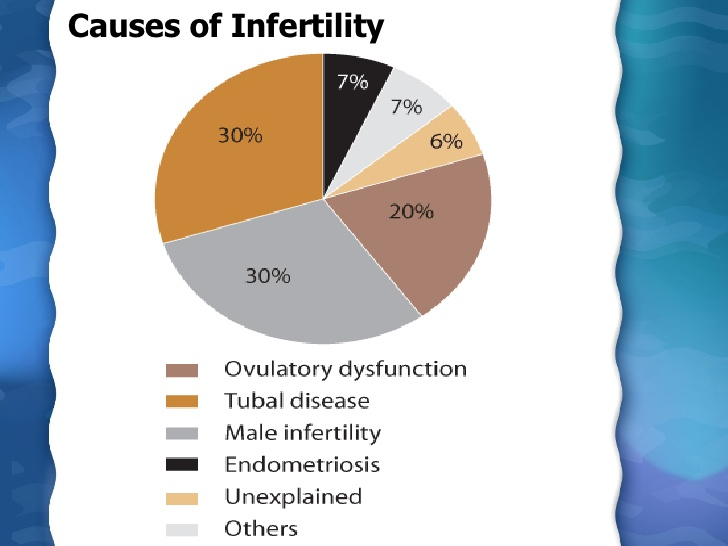 Causes of Infertility
7%
7%
30%
6%
20%
30%
Ovulatory dysfunction
Tubal disease
Male infertility
Endometriosis
Unexplained
Others